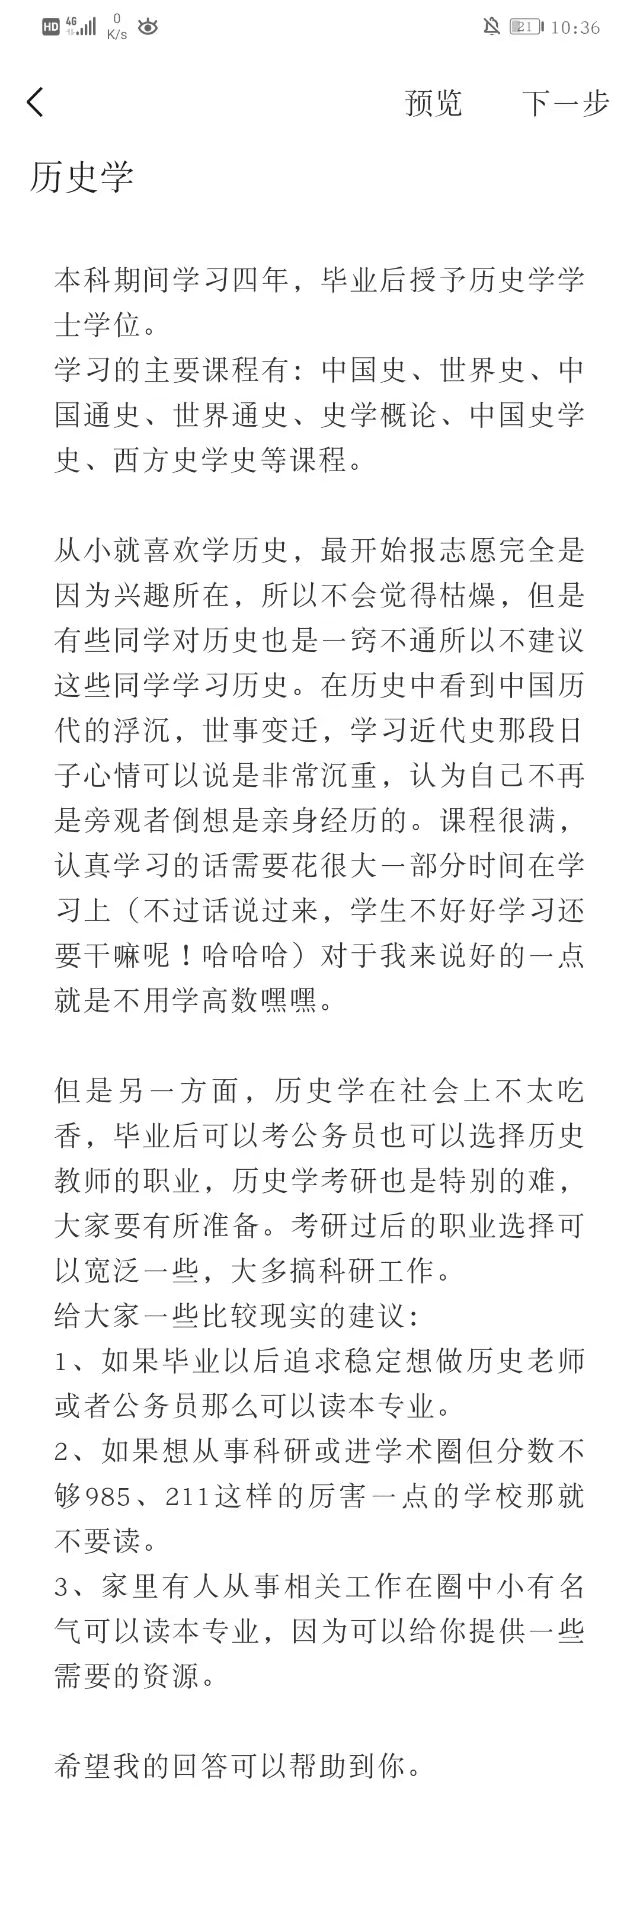 HD 4G 0 K/s 21 10:36
预览 下一步
历史学
本科期间学习四年，毕业后授予历史学学
士学位。
学习的主要课程有：中国史、世界史、中
国通史、世界通史、史学概论、中国史学
史、西方史学史等课程。
从小就喜欢学历史，最开始报志愿完全是
因为兴趣所在，所以不会觉得枯燥，但是
有些同学对历史也是一窍不通所以不建议
这些同学学习历史。在历史中看到中国历
代的浮沉，世事变迁，学习近代史那段日
子心情可以说是非常沉重，认为自己不再
是旁观者倒想是亲身经历的。课程很满，
认真学习的话需要花很大一部分时间在学
习上（不过话说过来，学生不好好学习还
要干嘛呢！哈哈哈）对于我来说好的一点
就是不用学高数嘿嘿。
但是另一方面，历史学在社会上不太吃
香，毕业后可以考公务员也可以选择历史
教师的职业，历史学考研也是特别的难，
大家要有所准备。考研过后的职业选择可
以宽泛一些，大多搞科研工作。
给大家一些比较现实的建议：
1、如果毕业以后追求稳定想做历史老师
或者公务员那么可以读本专业。
2、如果想从事科研或进学术圈但分数不
够985、211这样的厉害一点的学校那就
不要读。
3、家里有人从事相关工作在圈中小有名
气可以读本专业，因为可以给你提供一些
需要的资源。
希望我的回答可以帮助到你。